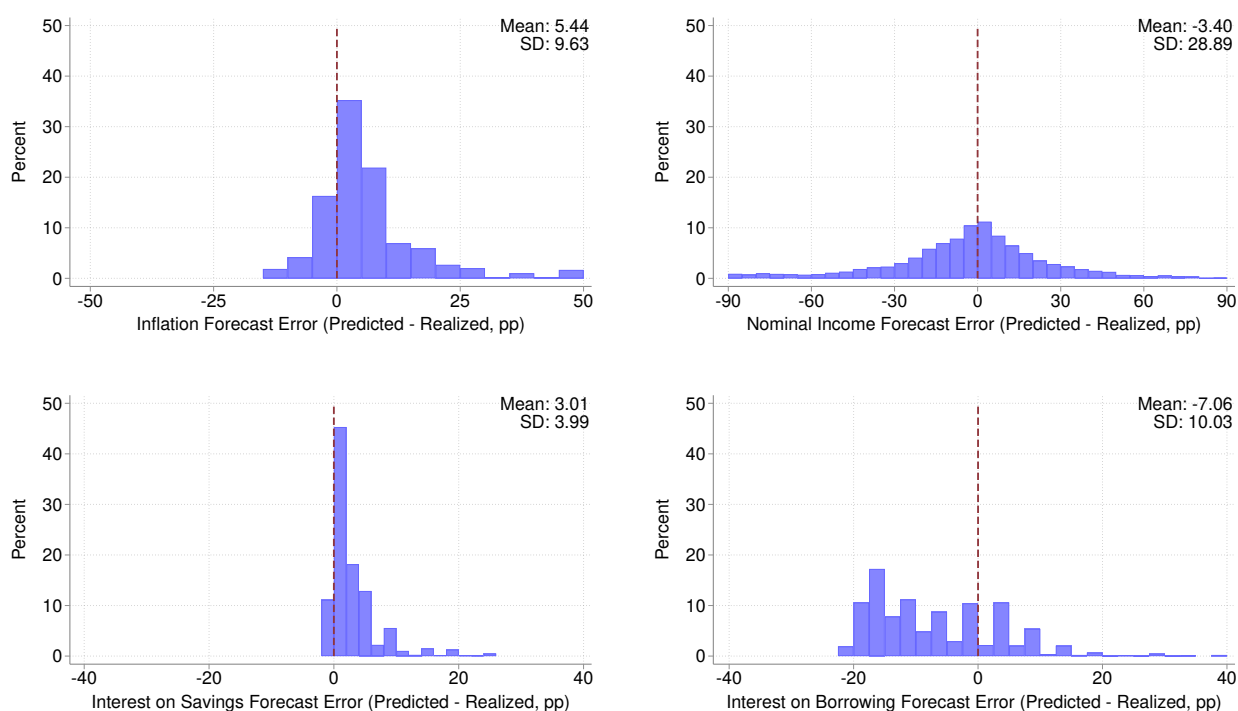 Mean: 5.44
SD: 9.63
50
40
30
20
10
0
Percent
-50
-25
0
25
50
Inflation Forecast Error (Predicted - Realized, pp)
Mean: -3.40
SD: 28.89
50
40
30
20
10
0
Percent
-90
-60
-30
0
30
60
90
Nominal Income Forecast Error (Predicted - Realized, pp)
Mean: 3.01
SD: 3.99
50
40
30
20
10
0
Percent
-40
-20
0
20
40
Interest on Savings Forecast Error (Predicted - Realized, pp)
Mean: -7.06
SD: 10.03
50
40
30
20
10
0
Percent
-40
-20
0
20
40
Interest on Borrowing Forecast Error (Predicted - Realized, pp)